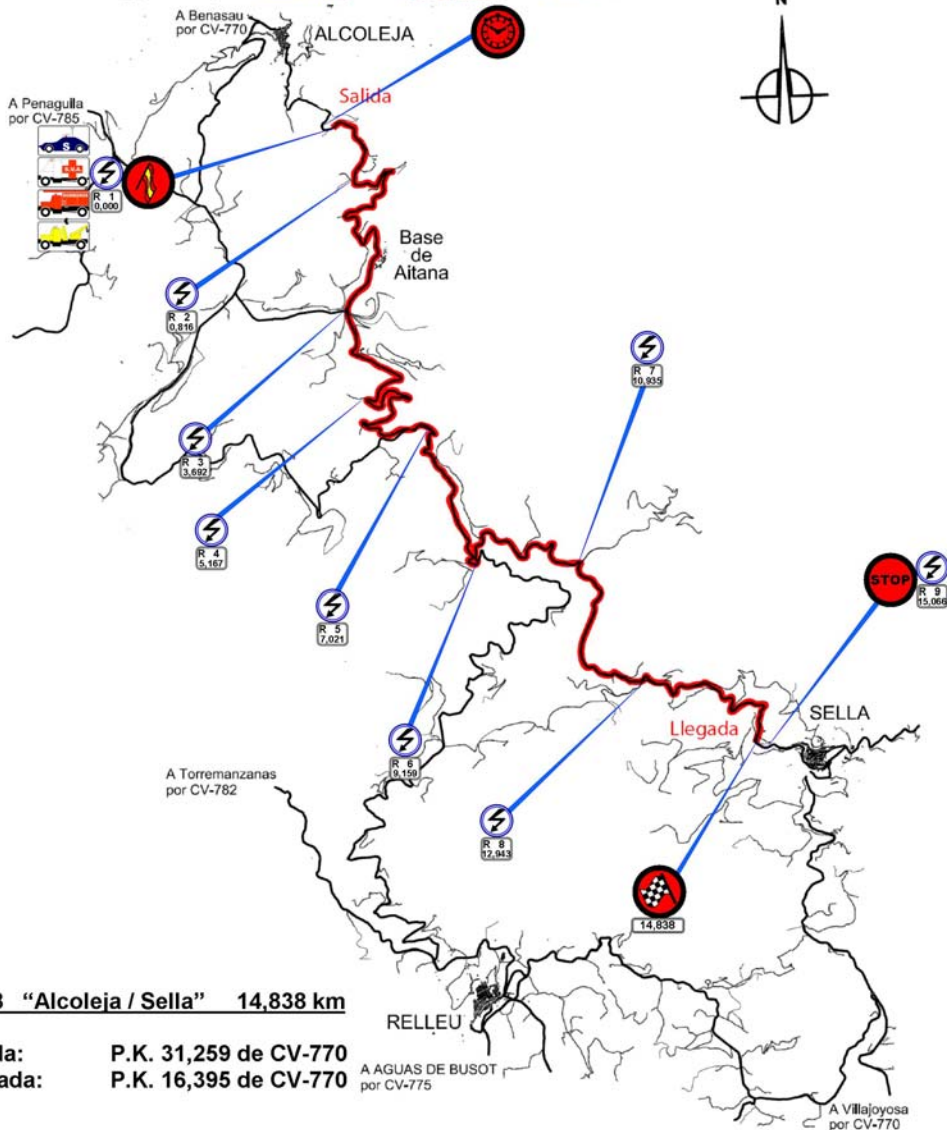 A Benasau
por CV-770
ALCOLEJA
N
Salida
A Penaguila
por CV-785
S
R 1
0,000
Base
de
Aitana
R 2
0,816
R 7
10,935
R 3
3,692
R 4
5,167
STOP
R 9
15,066
R 5
7,021
SELLA
Llegada
R 6
9,159
A Torremanzanas
por CV-782
R 8
12,943
14,838
“Alcoleja / Sella” 14,838 km
RELLEU
da: P.K. 31,259 de CV-770
ada: P.K. 16,395 de CV-770
A AGUAS DE BUSOT
por CV-775
A Villajoyosa
por CV-770